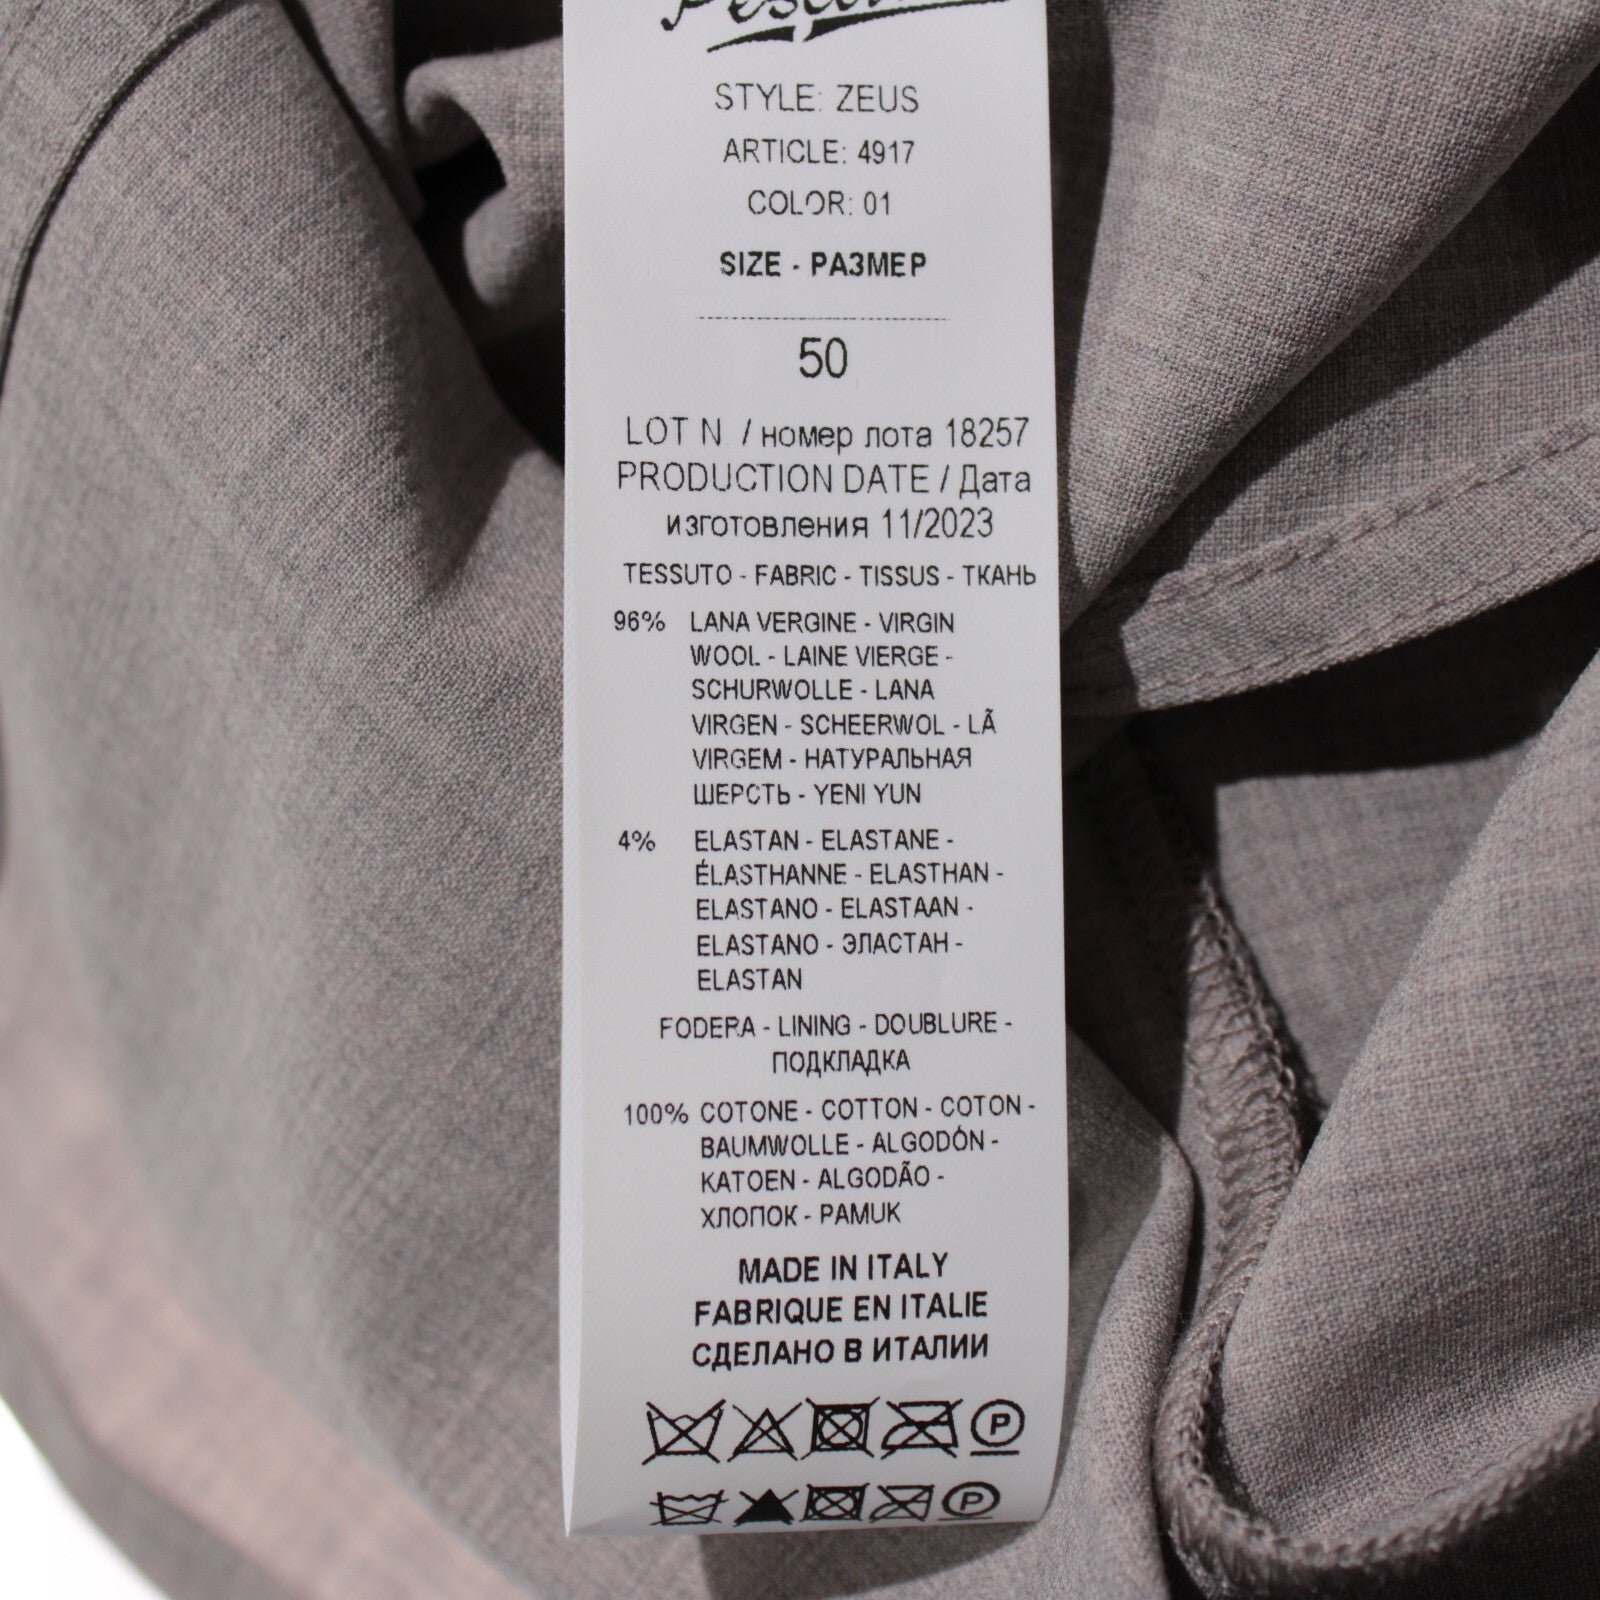 STYLE: ZEUS
ARTICLE: 4917
COLOR: 01
SIZE - РАЗМЕР
50
LOT N. / номер лота 18257
PRODUCTION DATE / Дата
изготовления 11/2023
TESSUTO - FABRIC - TISSUS - ТКАНЬ
96% LANA VERGINE - VIRGIN
WOOL - LAINE VIERGE -
SCHURWOLLE - LANA
VIRGEN - SCHEERWOL - LÃ
VIRGEM - НАТУРАЛЬНАЯ
ШЕРСТЬ - YENI YUN
4% ELASTAN - ELASTANE -
ÉLASTHANNE - ELASTHAN -
ELASTANO - ELASTAAN -
ELASTANO - ЭЛАСТАН -
ELASTAN
FODERA - LINING - DOUBLURE -
ПОДКЛАДКА
100% COTONE - COTTON - COTON -
BAUMWOLLE - ALGODÓN -
KATOEN - ALGODÃO -
ХЛОПОК - PAMUK
MADE IN ITALY
FABRIQUE EN ITALIE
СДЕЛАНО В ИТАЛИИ
P
P